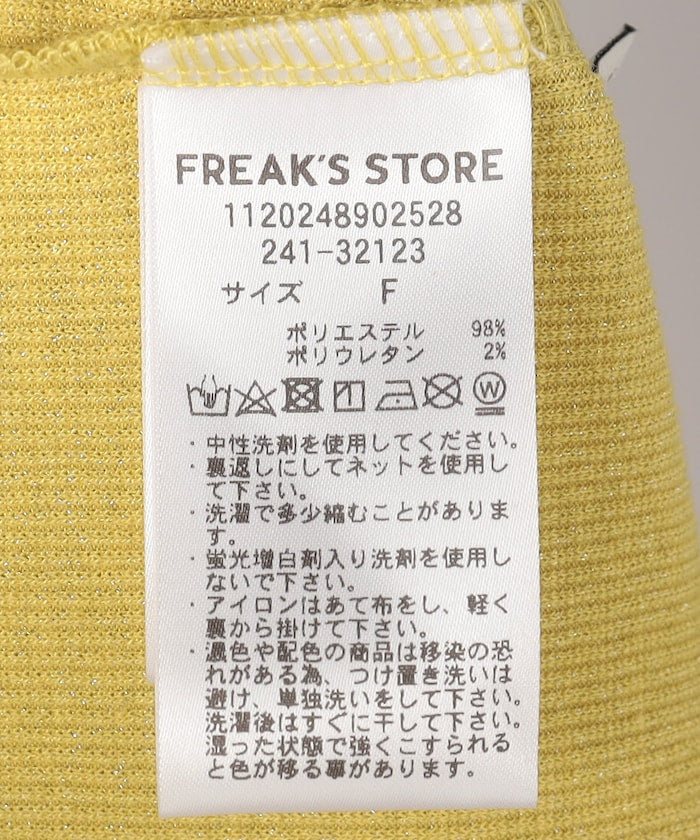 FREAK'S STORE
1120248902528
241-32123
サイズ F
ポリエステル 98%
ポリウレタン 2%
W
・中性洗剤を使用してください。
・裏返しにしてネットを使用し
て下さい。
・洗濯で多少縮むことがありま
す。
・蛍光増白剤入り洗剤を使用し
ないで下さい。
・アイロンはあて布をし、軽く
裏から掛けて下さい。
・濃色や配色の商品は移染の恐
れがある為、つけ置き洗いは
避け、単独洗いをして下さい。
洗濯後はすぐに干して下さい。
湿った状態で強くこすられる
と色が移る事があります。